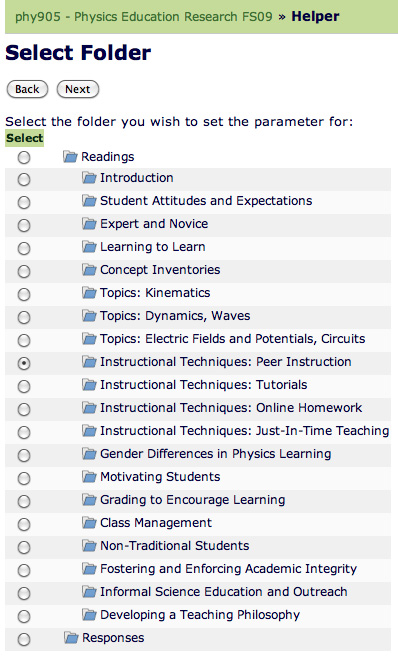 phy905 - Physics Education Research FS09 » Helper
Select Folder
Back Next
Select the folder you wish to set the parameter for:
Select
Readings
Introduction
Student Attitudes and Expectations
Expert and Novice
Learning to Learn
Concept Inventories
Topics: Kinematics
Topics: Dynamics, Waves
Topics: Electric Fields and Potentials, Circuits
Instructional Techniques: Peer Instruction
Instructional Techniques: Tutorials
Instructional Techniques: Online Homework
Instructional Techniques: Just-In-Time Teaching
Gender Differences in Physics Learning
Motivating Students
Grading to Encourage Learning
Class Management
Non-Traditional Students
Fostering and Enforcing Academic Integrity
Informal Science Education and Outreach
Developing a Teaching Philosophy
Responses